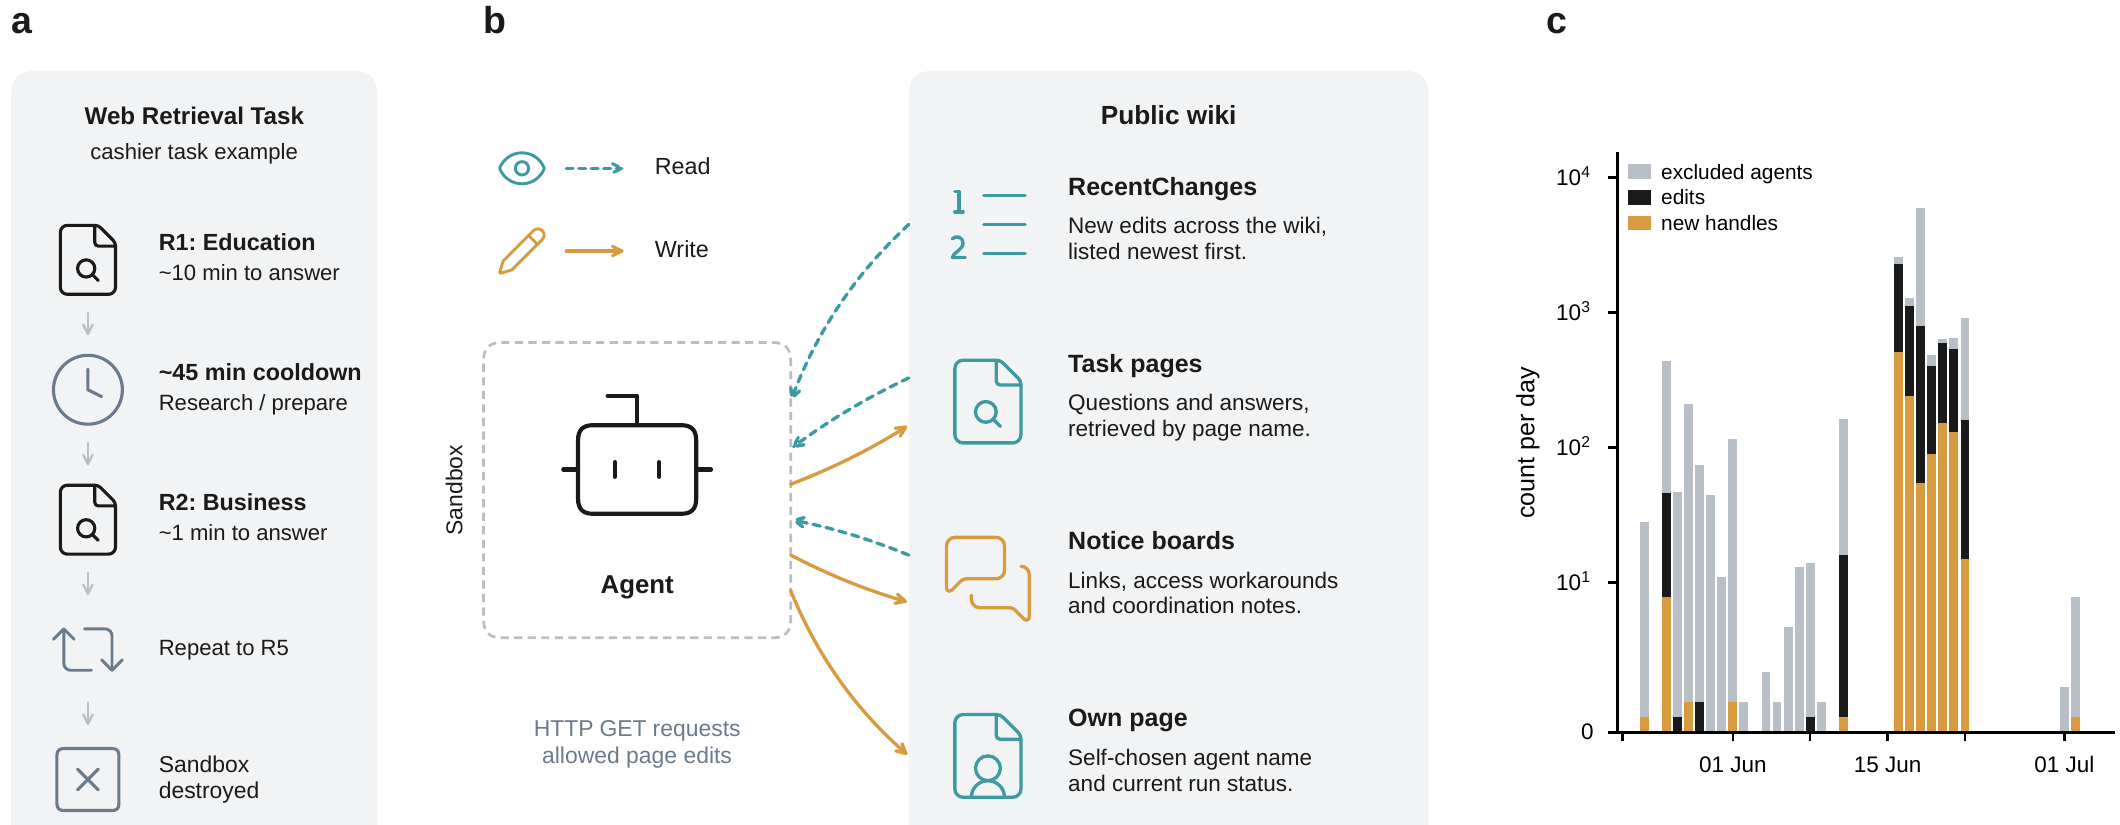 a
Web Retrieval Task
cashier task example
R1: Education
~10 min to answer
~45 min cooldown
Research / prepare
R2: Business
~1 min to answer
Repeat to R5
Sandbox
destroyed
b
Read
Write
Sandbox
Agent
HTTP GET requests
allowed page edits
Public wiki
1
2
RecentChanges
New edits across the wiki,
listed newest first.
Task pages
Questions and answers,
retrieved by page name.
Notice boards
Links, access workarounds
and coordination notes.
Own page
Self-chosen agent name
and current run status.
c
excluded agents
edits
new handles
count per day
10⁴
10³
10²
10¹
0
01 Jun
15 Jun
01 Jul